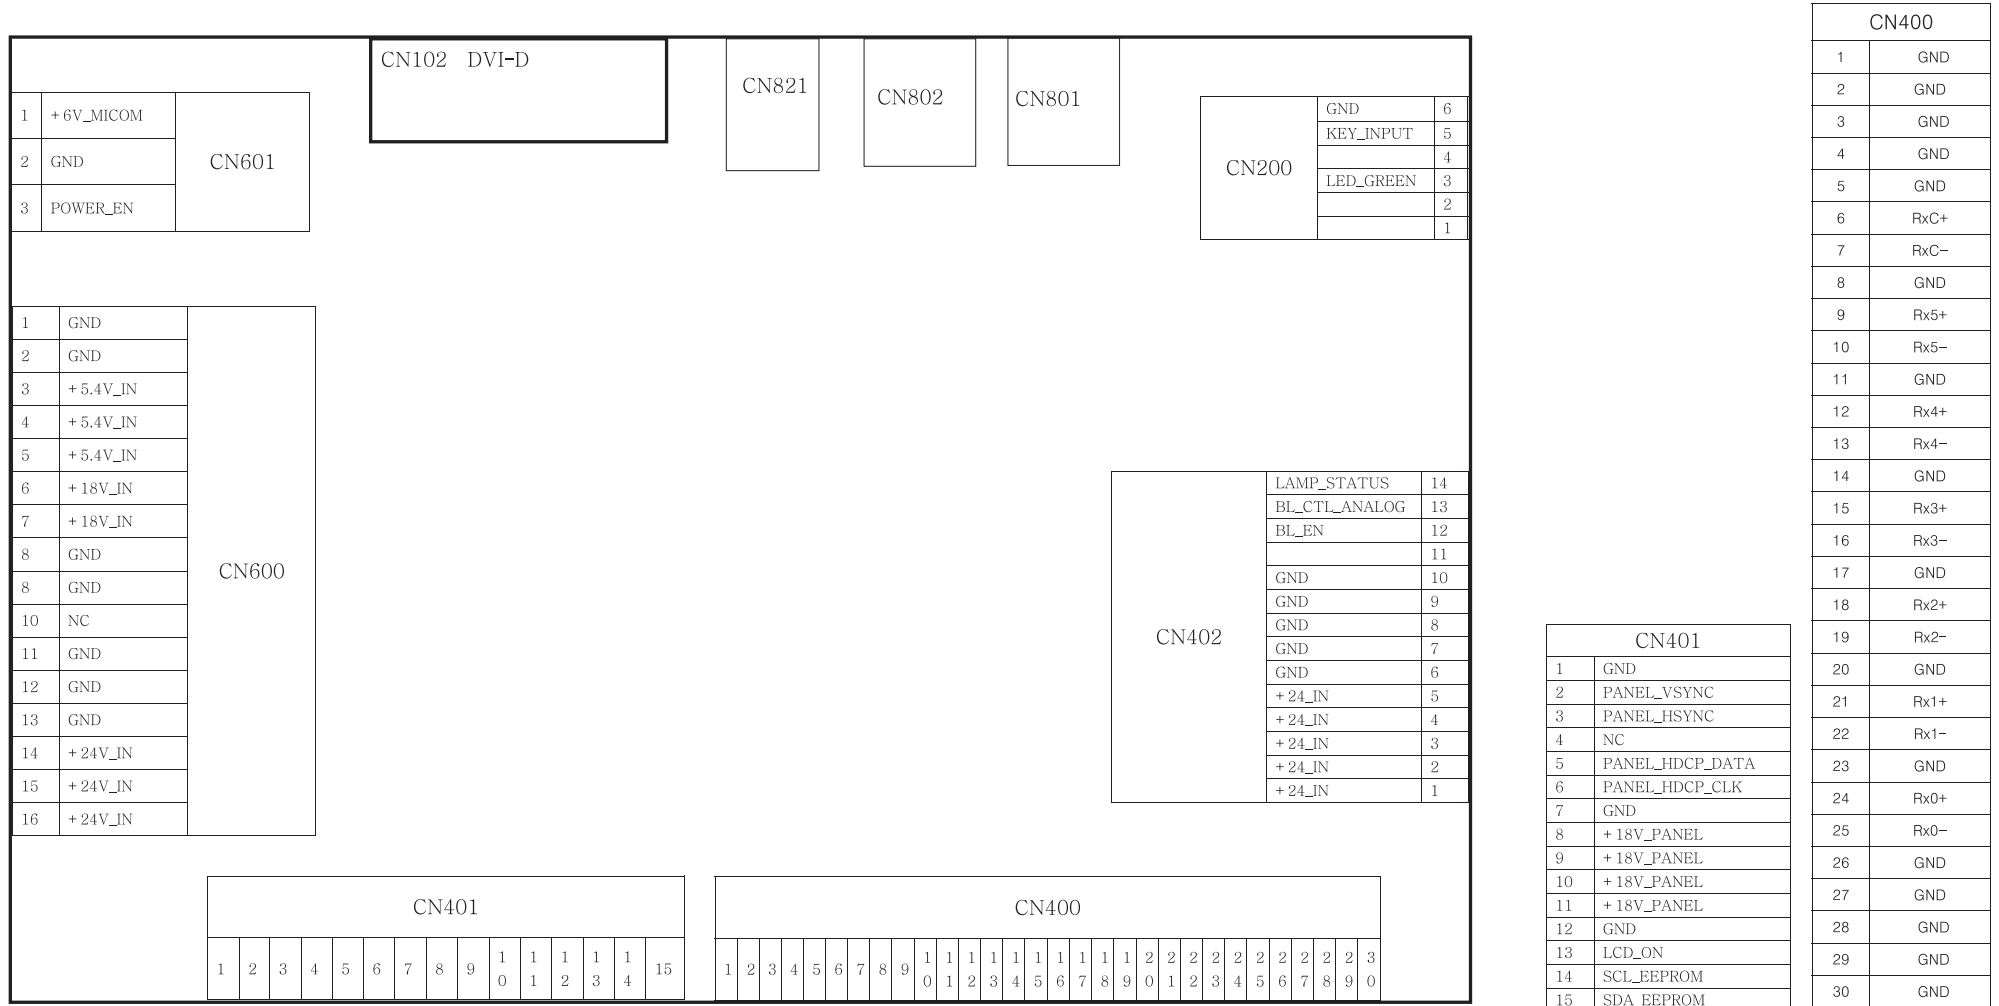 CN102 DVI-D
CN821
CN802
CN801
1 +6V_MICOM
2 GND
3 POWER_EN
CN601
CN200
GND 6
KEY_INPUT 5
4
LED_GREEN 3
2
1
1 GND
2 GND
3 +5.4V_IN
4 +5.4V_IN
5 +5.4V_IN
6 +18V_IN
7 +18V_IN
8 GND
8 GND
10 NC
11 GND
12 GND
13 GND
14 +24V_IN
15 +24V_IN
16 +24V_IN
CN600
CN402
LAMP_STATUS 14
BL_CTL_ANALOG 13
BL_EN 12
11
GND 10
GND 9
GND 8
GND 7
GND 6
+24_IN 5
+24_IN 4
+24_IN 3
+24_IN 2
+24_IN 1
CN401
1 2 3 4 5 6 7 8 9 10 11 12 13 14 15
CN400
1 2 3 4 5 6 7 8 9 10 11 12 13 14 15 16 17 18 19 20 21 22 23 24 25 26 27 28 29 30
CN401
1 GND
2 PANEL_VSYNC
3 PANEL_HSYNC
4 NC
5 PANEL_HDCP_DATA
6 PANEL_HDCP_CLK
7 GND
8 +18V_PANEL
9 +18V_PANEL
10 +18V_PANEL
11 +18V_PANEL
12 GND
13 LCD_ON
14 SCL_EEPROM
15 SDA_EEPROM
CN400
1 GND
2 GND
3 GND
4 GND
5 GND
6 RxC+
7 RxC-
8 GND
9 Rx5+
10 Rx5-
11 GND
12 Rx4+
13 Rx4-
14 GND
15 Rx3+
16 Rx3-
17 GND
18 Rx2+
19 Rx2-
20 GND
21 Rx1+
22 Rx1-
23 GND
24 Rx0+
25 Rx0-
26 GND
27 GND
28 GND
29 GND
30 GND